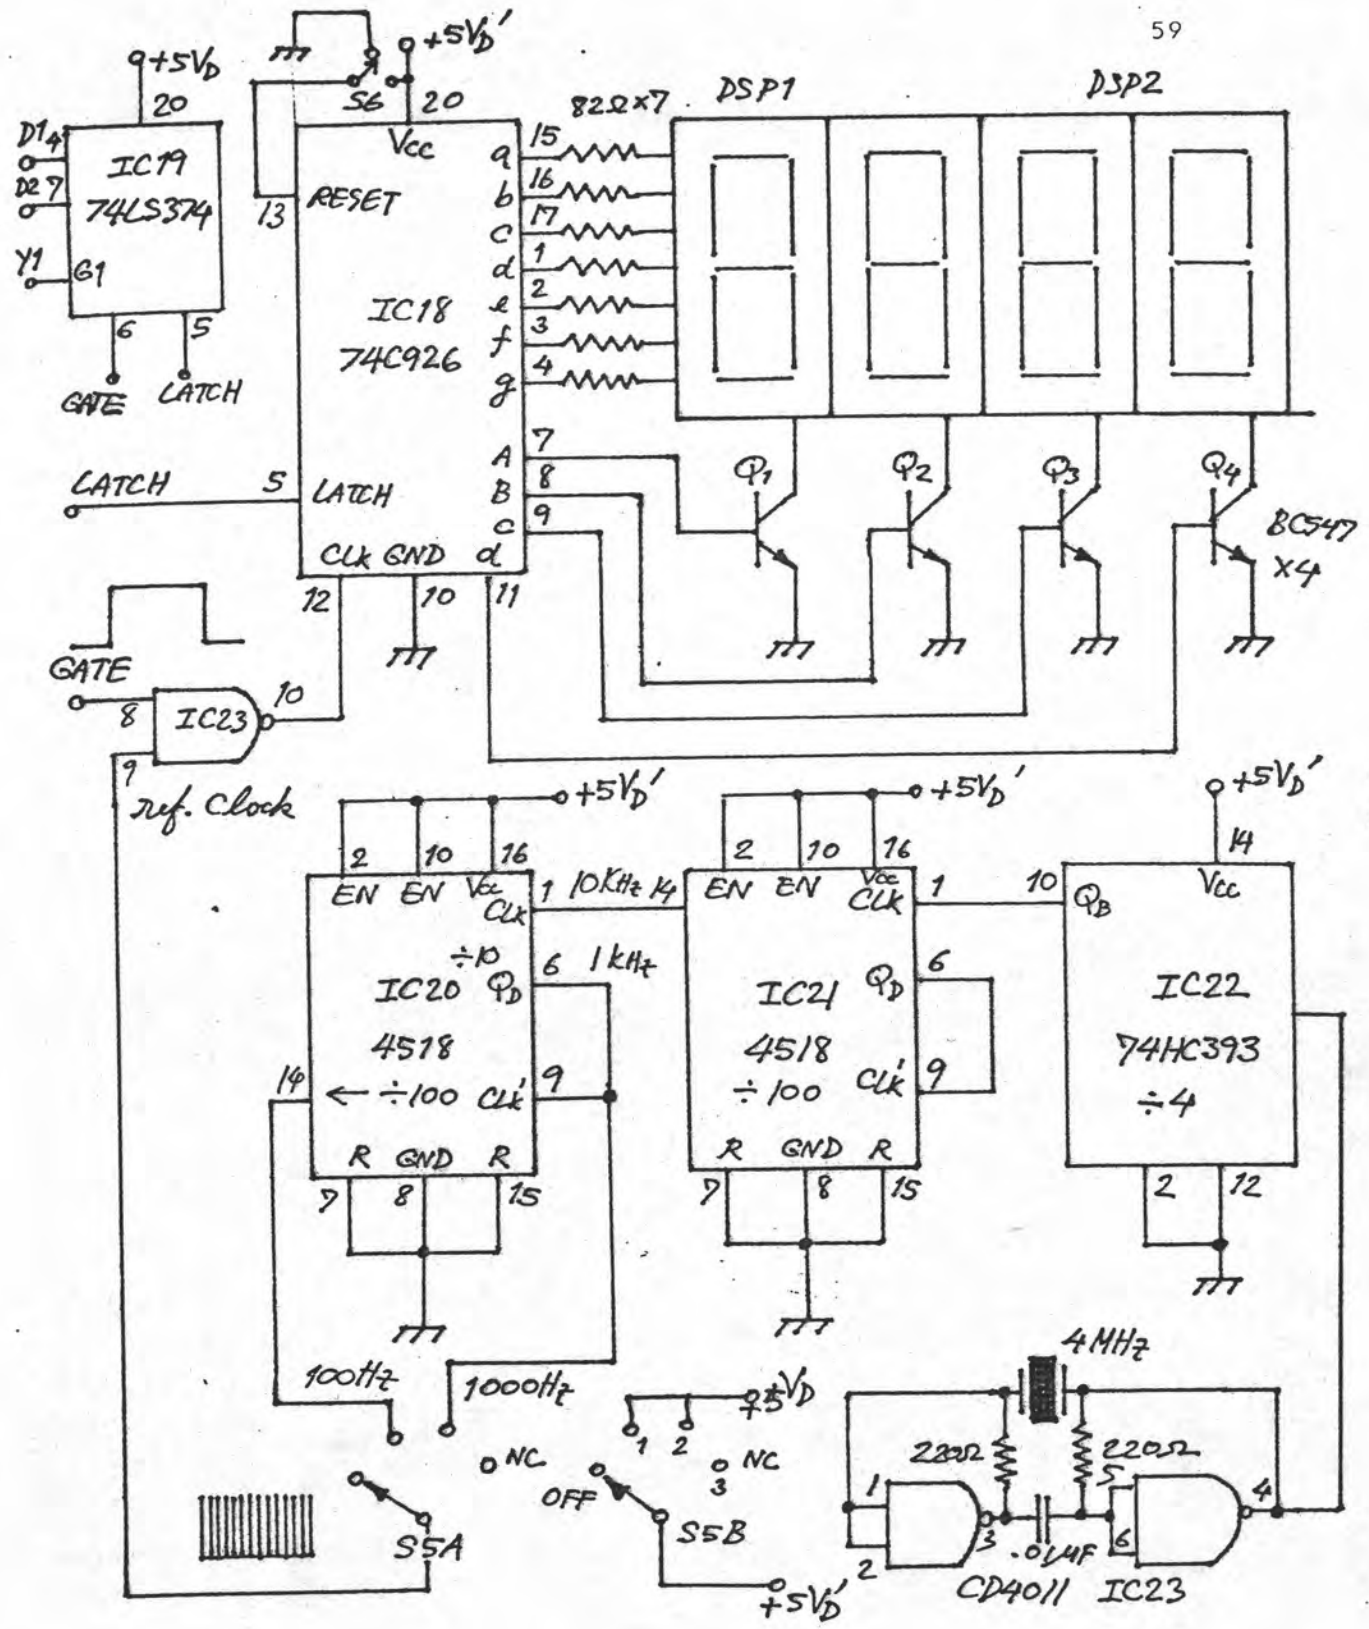 59
+5VD
20
D1 4
D2 7
Y1 G1
IC19
74LS374
6 5
GATE LATCH
+5VD'
S6
20
Vcc
13 RESET
IC18
74C926
a 15
b 16
c 17
d 1
e 2
f 3
g 4
82Ω×7
DSP1
DSP2
A 7
B 8
C 9
LATCH 5 LATCH
CLK GND d
12 10 11
Q1
Q2
Q3
Q4
BC547
×4
GATE
8
IC23
10
9
ref. Clock
+5VD'
2 10 16
EN EN Vcc
CLK 1 10KHz 14
÷10
QD 6 1KHz
IC20
4518
14 ← ÷100 CLK' 9
R GND R
7 8 15
+5VD'
2 10 16
EN EN Vcc
CLK 1
QD 6
IC21
4518
÷100
CLK' 9
R GND R
7 8 15
+5VD'
14
Vcc
10 QB
IC22
74HC393
÷4
2 12
100Hz
1000Hz
NC
S5A
OFF
+5VD
1 2
NC
3
S5B
+5VD'
4MHz
220Ω
220Ω
1
2
3
.01µF
5
6
4
CD4011 IC23